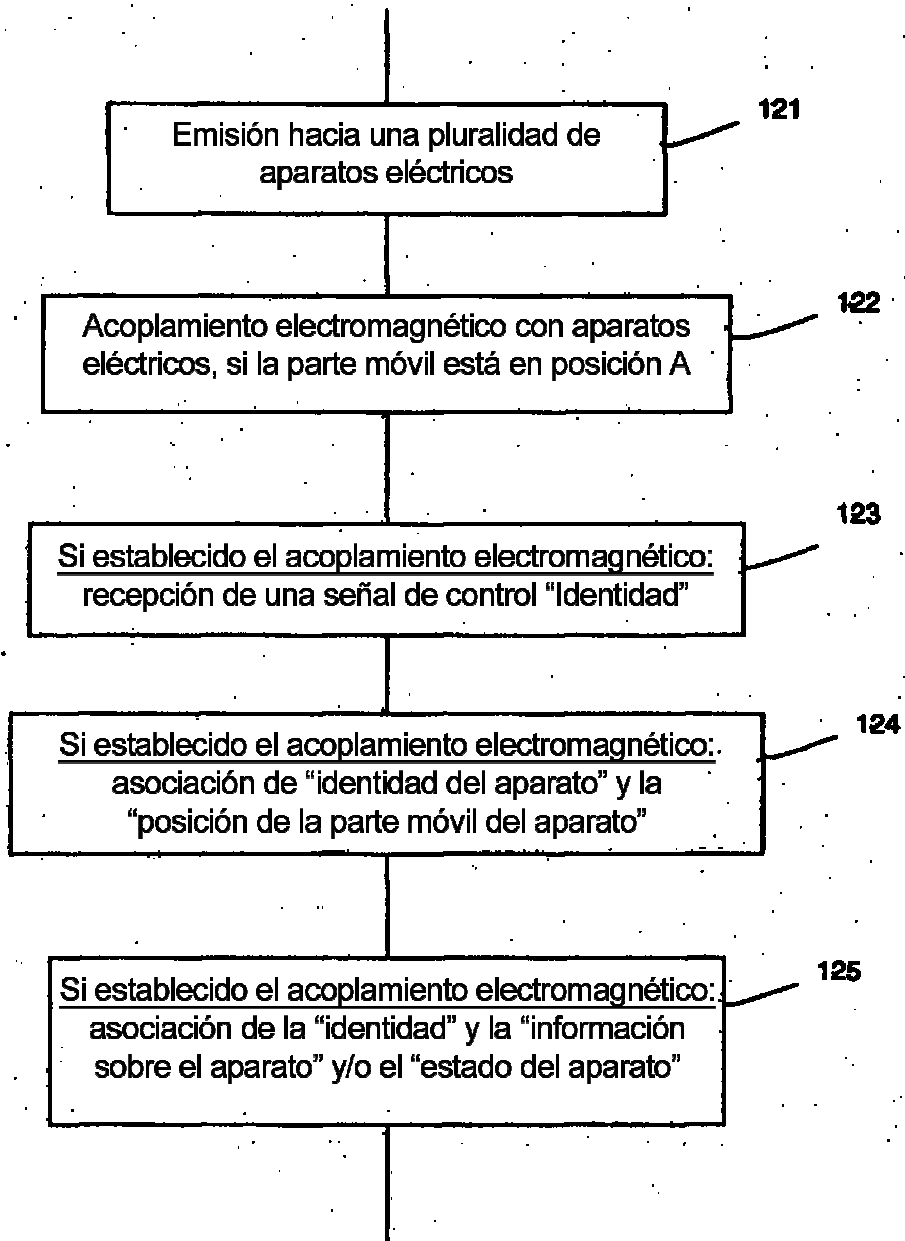 121
Emisión hacia una pluralidad de
aparatos eléctricos
122
Acoplamiento electromagnético con aparatos
eléctricos, si la parte móvil está en posición A
123
Si establecido el acoplamiento electromagnético:
recepción de una señal de control “Identidad”
124
Si establecido el acoplamiento electromagnético:
asociación de “identidad del aparato” y la
“posición de la parte móvil del aparato”
125
Si establecido el acoplamiento electromagnético:
asociación de la “identidad” y la “información
sobre el aparato” y/o el “estado del aparato”